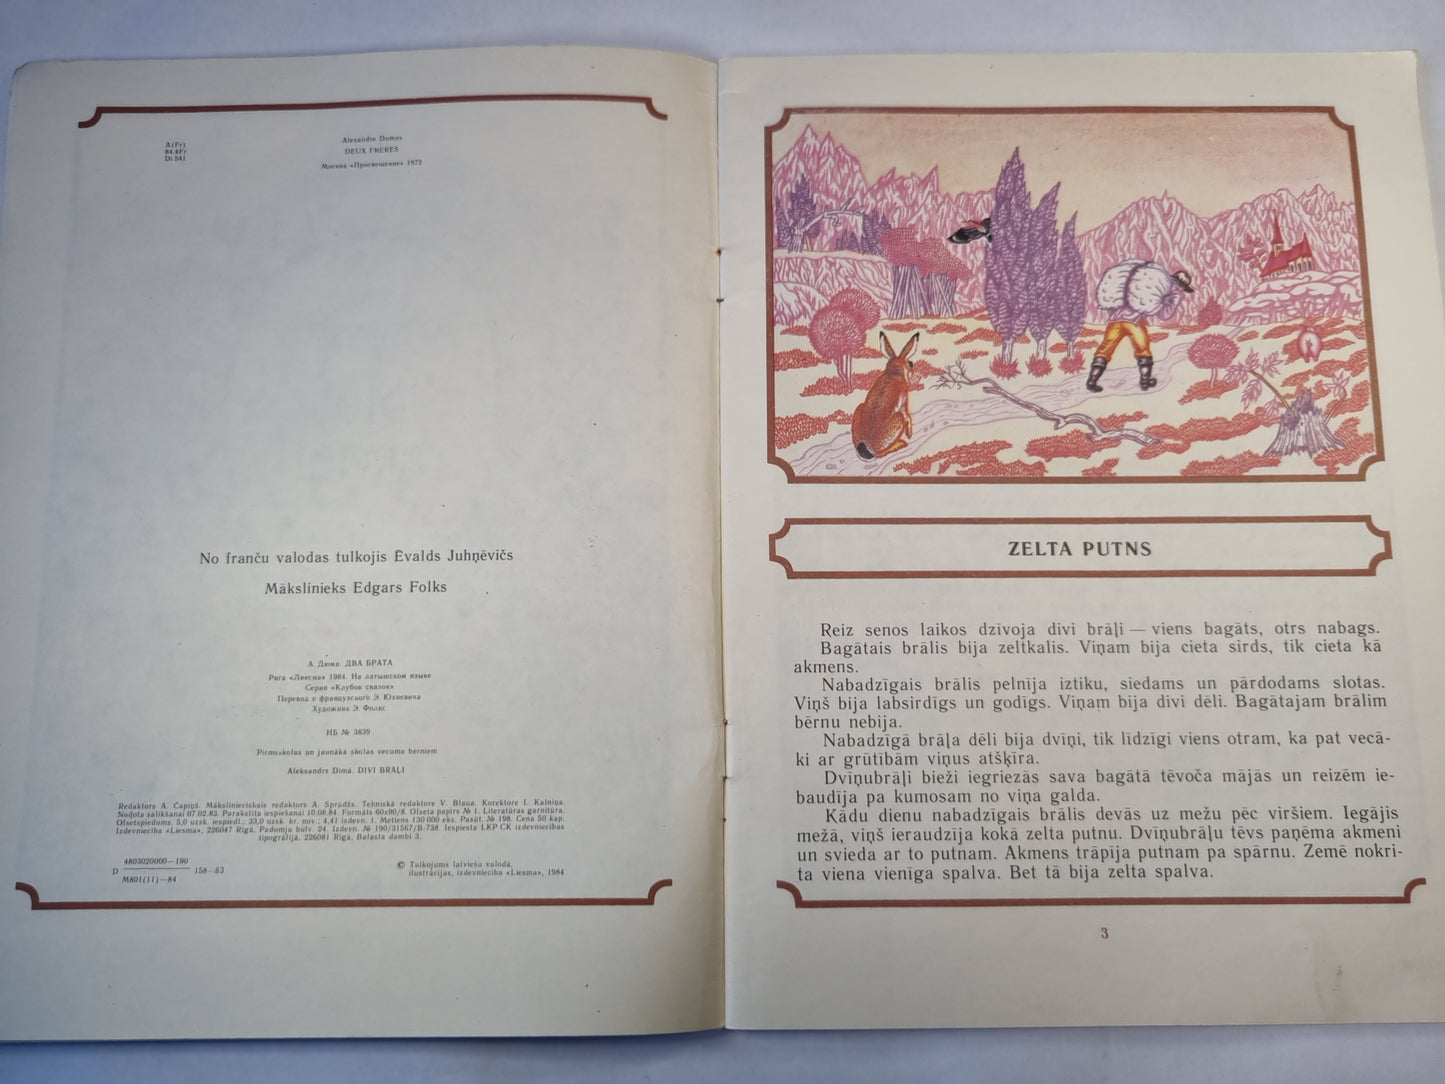 A(Fr)
84.4Fr
Di 541
Alexandre Dumas
DEUX FRERES
Москва «Просвещение» 1972
No franču valodas tulkojis Ēvalds Juhņēvičs
Mākslinieks Edgars Folks
А. Дюма. ДВА БРАТА
Рига «Лиесма» 1984. На латышском языке
Серия «Клубок сказок»
Перевод с французского Э. Юхневича
Художник Э. Фолкс
ИБ № 3839
Pirmsskolas un jaunākā skolas vecuma bērniem
Aleksandrs Dimā. DIVI BRĀĻI
Redaktors A. Čapiņš. Mākslinieciskais redaktors A. Sprūdžs. Tehniskā redaktore V. Blaua. Korektore I. Kalniņa.
Nodota salikšanai 07.02.83. Parakstīta iespiešanai 10.08.84. Formāts 60x90/8. Ofseta papīrs № 1. Literatūras garnitūra.
Ofsetspiedums. 5,0 uzsk. iespiedl.; 33,0 uzsk. kr. nov.; 4,41 izdevn. l. Metiens 130 000 eks. Pasūt. № 198. Cena 50 kap.
Izdevniecība «Liesma», 226047 Rīgā, Padomju bulv. 24. Izdevn. № 190/31567/B-738. Iespiesta LKP CK izdevniecības
tipogrāfijā, 226081 Rīgā, Balasta dambī 3.
4803020000—190
D 158—83
M801(11)—84
© Tulkojums latviešu valodā,
ilustrācijas, izdevniecība «Liesma», 1984
ZELTA PUTNS
Reiz senos laikos dzīvoja divi brāļi — viens bagāts, otrs nabags.
Bagātais brālis bija zeltkalis. Viņam bija cieta sirds, tik cieta kā
akmens.
Nabadzīgais brālis pelnīja iztiku, siedams un pārdodams slotas.
Viņš bija labsirdīgs un godīgs. Viņam bija divi dēli. Bagātajam brālim
bērnu nebija.
Nabadzīgā brāļa dēli bija dvīņi, tik līdzīgi viens otram, ka pat vecā-
ki ar grūtībām viņus atšķīra.
Dvīņubrāļi bieži iegriezās sava bagātā tēvoča mājās un reizēm ie-
baudīja pa kumosam no viņa galda.
Kādu dienu nabadzīgais brālis devās uz mežu pēc viršiem. Iegājis
mežā, viņš ieraudzīja kokā zelta putnu. Dvīņubrāļu tēvs paņēma akmeni
un svieda ar to putnam. Akmens trāpīja putnam pa spārnu. Zemē nokri-
ta viena vienīga spalva. Bet tā bija zelta spalva.
3